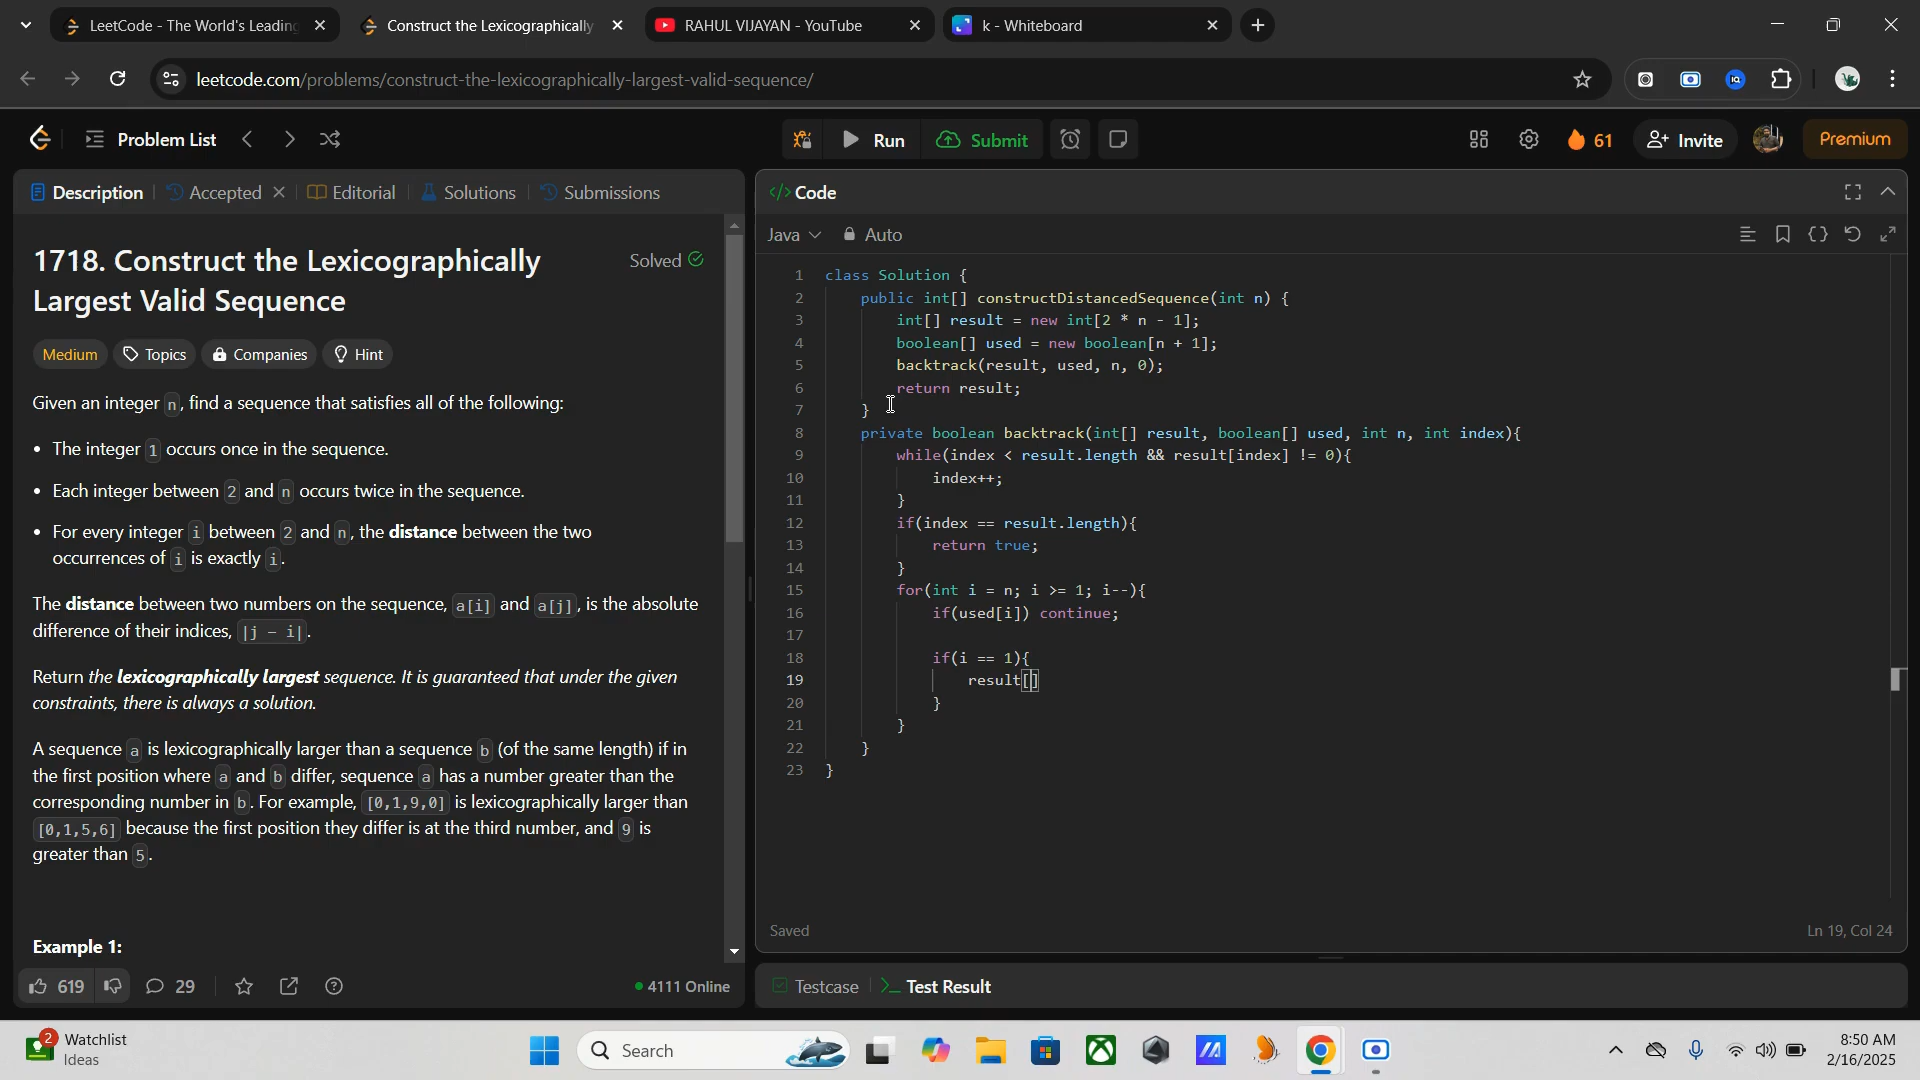 LeetCode - The World's Leading
Construct the Lexicographically
RAHUL VIJAYAN - YouTube
k - Whiteboard
leetcode.com/problems/construct-the-lexicographically-largest-valid-sequence/
Problem List
Run
Submit
61
Invite
Premium
Description
Accepted
Editorial
Solutions
Submissions
1718. Construct the Lexicographically
Largest Valid Sequence
Solved
Medium
Topics
Companies
Hint
Given an integer n, find a sequence that satisfies all of the following:
• The integer 1 occurs once in the sequence.
• Each integer between 2 and n occurs twice in the sequence.
• For every integer i between 2 and n, the distance between the two
occurrences of i is exactly i.
The distance between two numbers on the sequence, a[i] and a[j], is the absolute
difference of their indices, |j - i|.
Return the lexicographically largest sequence. It is guaranteed that under the given
constraints, there is always a solution.
A sequence a is lexicographically larger than a sequence b (of the same length) if in
the first position where a and b differ, sequence a has a number greater than the
corresponding number in b. For example, [0,1,9,0] is lexicographically larger than
[0,1,5,6] because the first position they differ is at the third number, and 9 is
greater than 5.
Example 1:
619
29
4111 Online
</> Code
Java
Auto
1 class Solution {
2 public int[] constructDistancedSequence(int n) {
3 int[] result = new int[2 * n - 1];
4 boolean[] used = new boolean[n + 1];
5 backtrack(result, used, n, 0);
6 return result;
7 }
8 private boolean backtrack(int[] result, boolean[] used, int n, int index){
9 while(index < result.length && result[index] != 0){
10 index++;
11 }
12 if(index == result.length){
13 return true;
14 }
15 for(int i = n; i >= 1; i--){
16 if(used[i]) continue;
17
18 if(i == 1){
19 result[]
20 }
21 }
22 }
23 }
Saved
Ln 19, Col 24
Testcase
Test Result
2
Watchlist
Ideas
Search
8:50 AM
2/16/2025